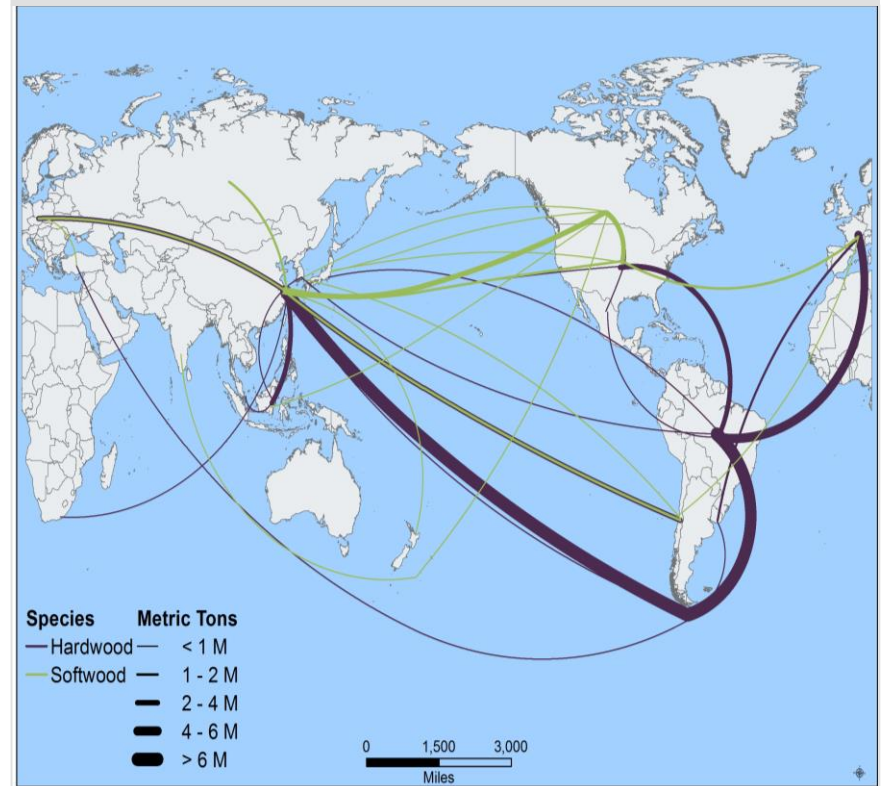 Species Metric Tons
Hardwood < 1 M
Softwood 1 - 2 M
2 - 4 M
4 - 6 M
> 6 M
0 1,500 3,000
Miles